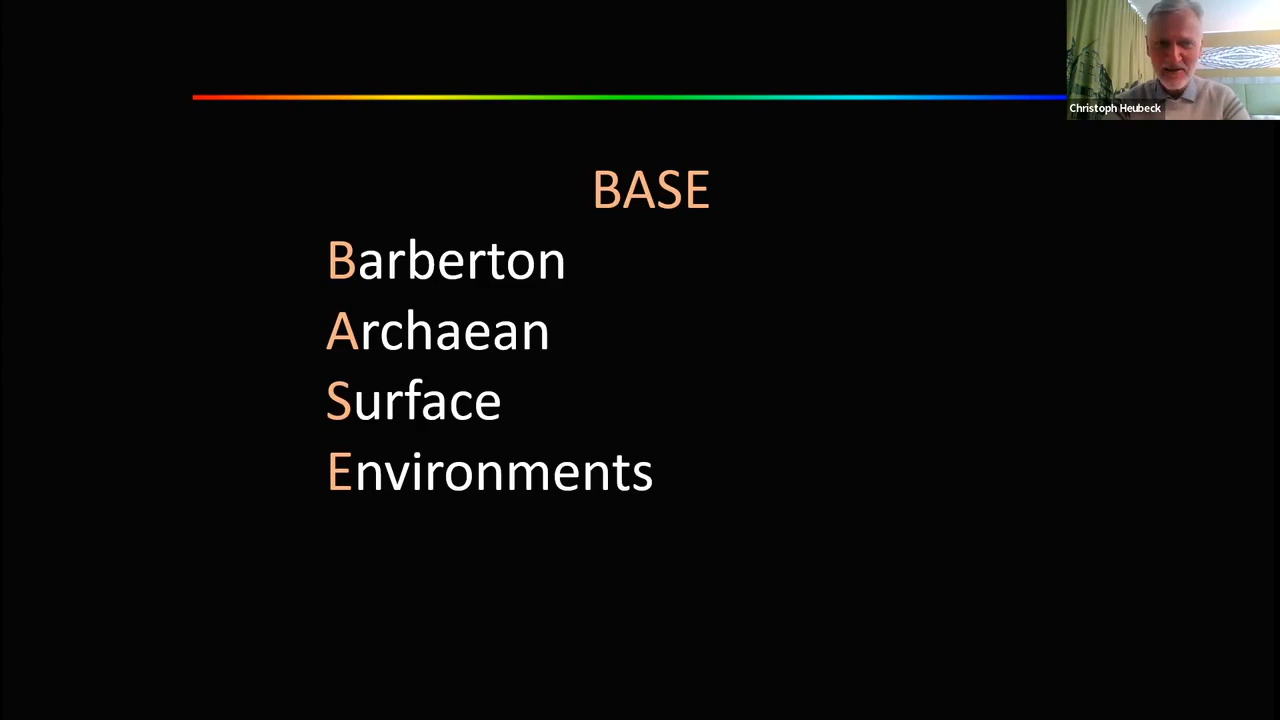 Christoph Heubeck
BASE
Barberton
Archaean
Surface
Environments